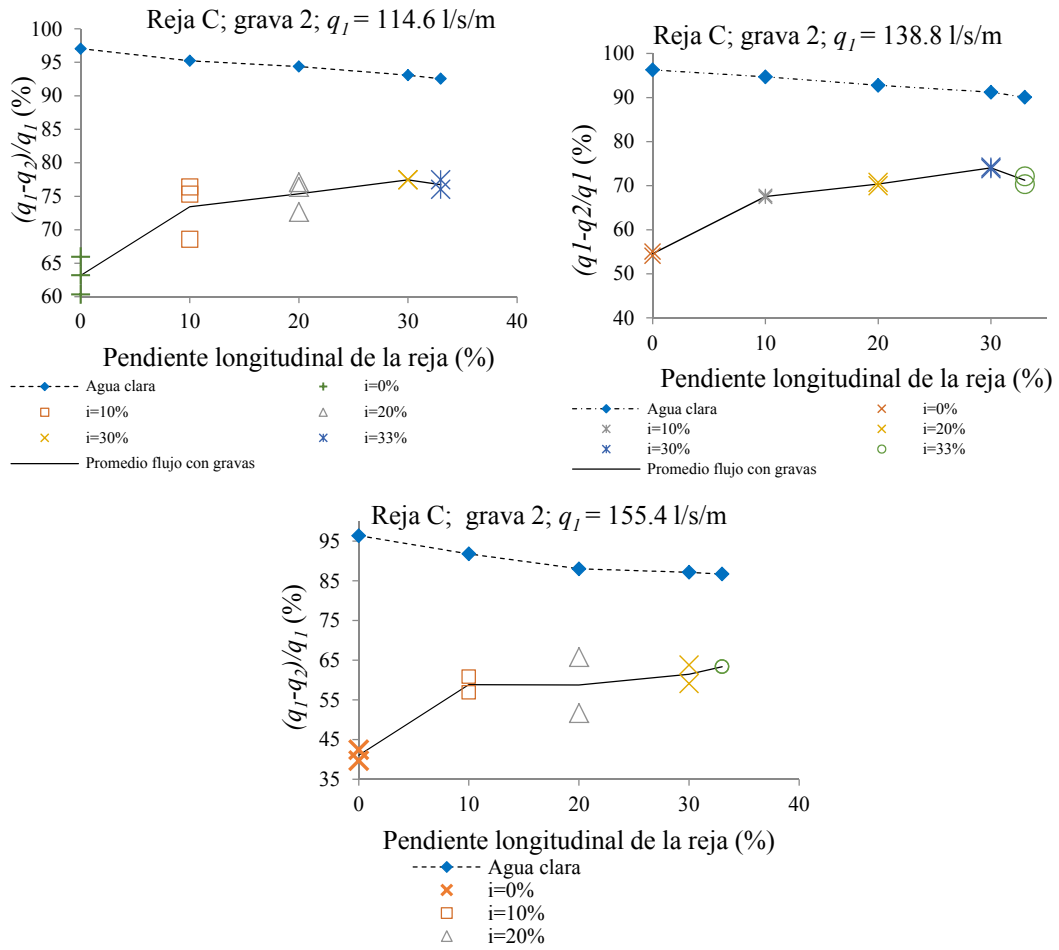 Reja C; grava 2; q1 = 114.6 l/s/m
100
95
90
85
80
75
70
65
60
(q1-q2)/q1 (%)
0 10 20 30 40
Pendiente longitudinal de la reja (%)
Agua clara
i=0%
i=10%
i=20%
i=30%
i=33%
Promedio flujo con gravas
Reja C; grava 2; q1 = 138.8 l/s/m
100
90
80
70
60
50
40
(q1-q2/q1 (%)
0 10 20 30
Pendiente longitudinal de la reja (%)
Agua clara
i=0%
i=10%
i=20%
i=30%
i=33%
Promedio flujo con gravas
Reja C; grava 2; q1 = 155.4 l/s/m
95
85
75
65
55
45
35
(q1-q2)/q1 (%)
0 10 20 30 40
Pendiente longitudinal de la reja (%)
Agua clara
i=0%
i=10%
i=20%